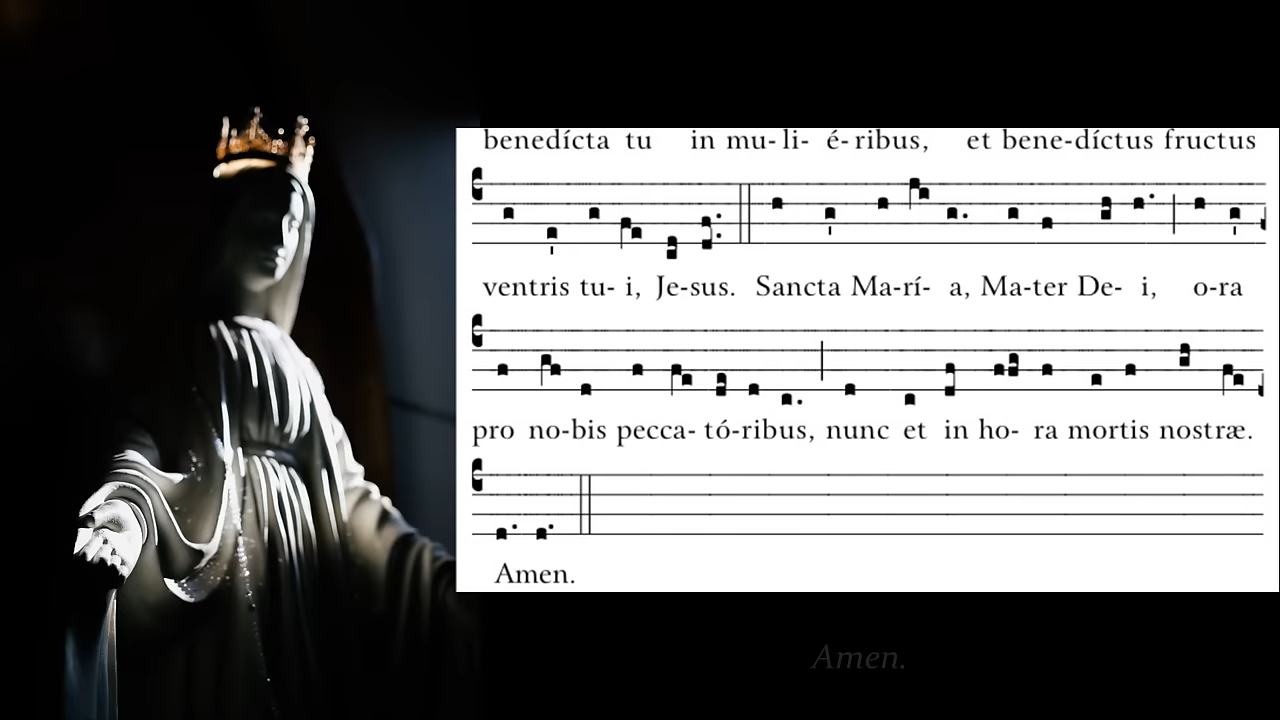 benedícta tu in mu-li- é-ribus, et bene-díctus fructus
ventris tu- i, Je-sus. Sancta Ma-rí- a, Ma-ter De- i, o-ra
pro no-bis pecca- tó-ribus, nunc et in ho- ra mortis nostræ.
Amen.
Amen.